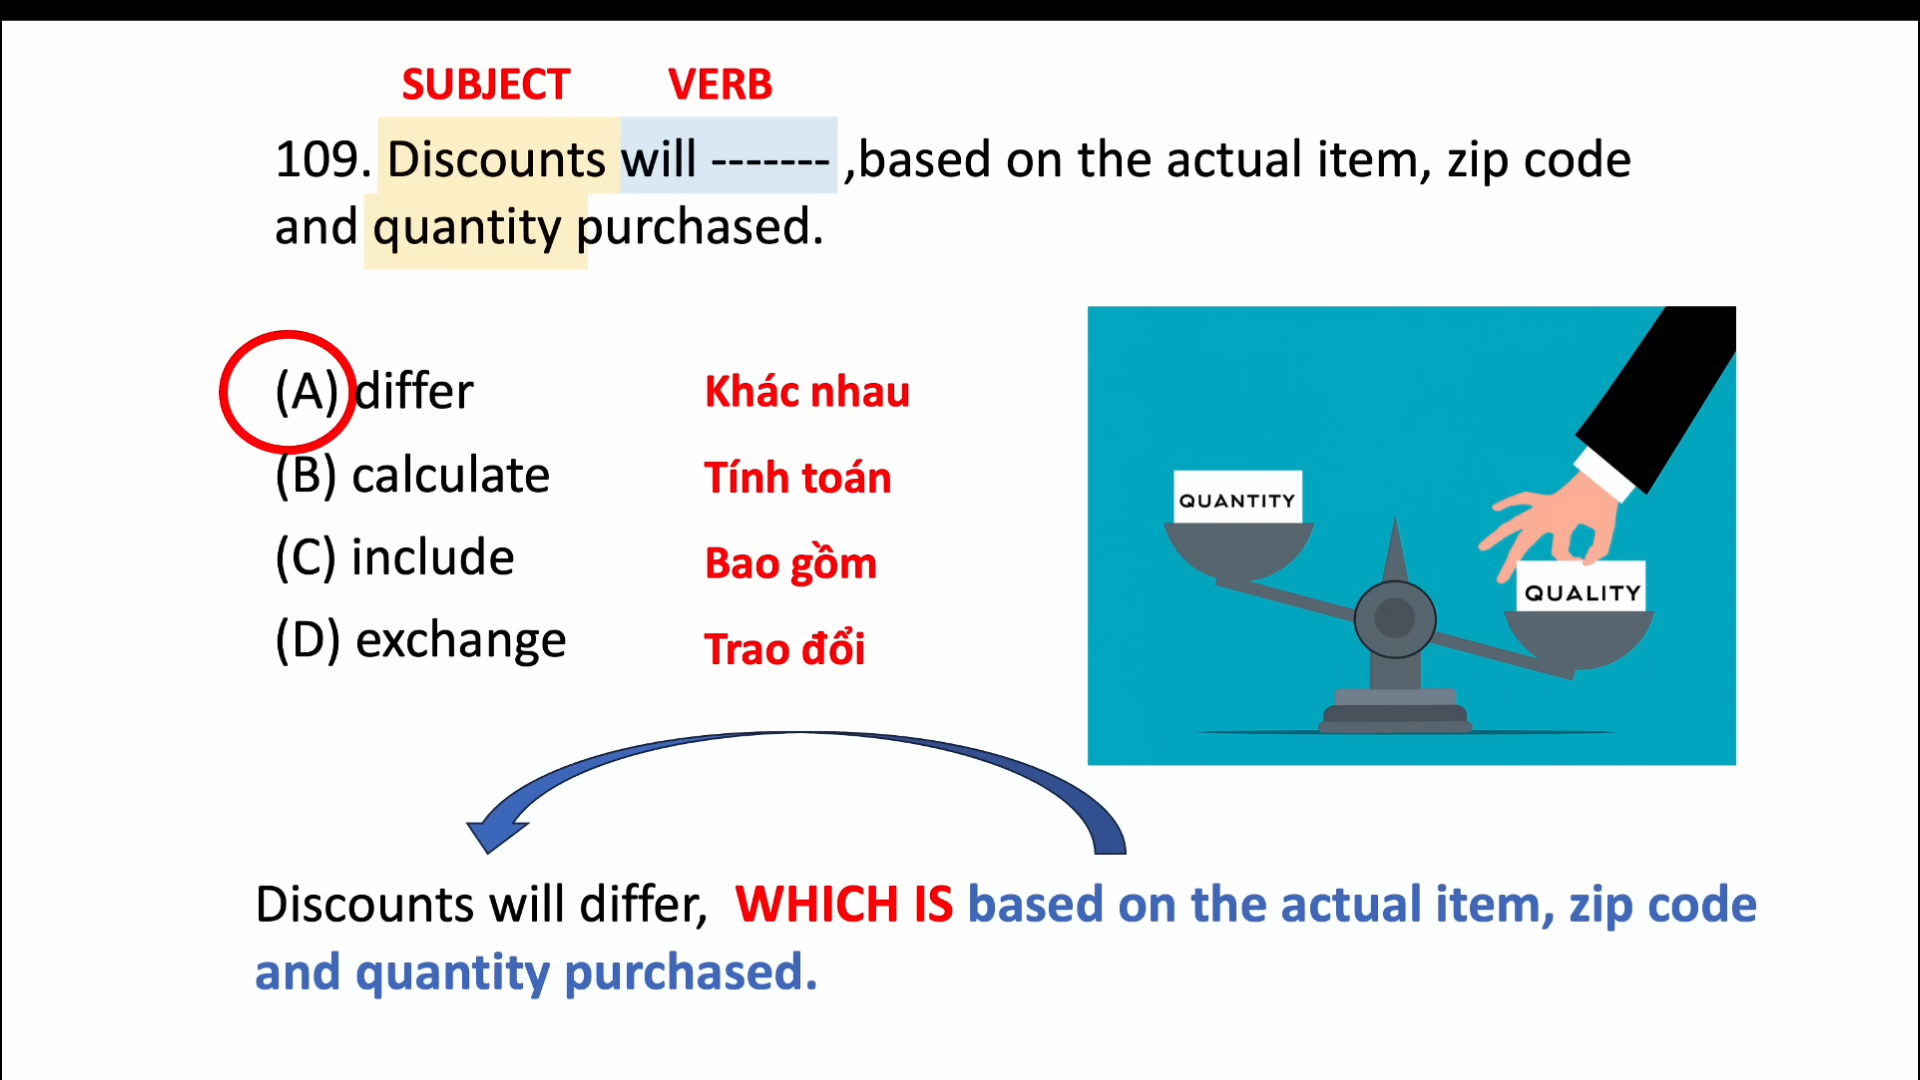 SUBJECT VERB
109. Discounts will ------- ,based on the actual item, zip code
and quantity purchased.
(A) differ Khác nhau
(B) calculate Tính toán
(C) include Bao gồm
(D) exchange Trao đổi
QUANTITY
QUALITY
Discounts will differ, WHICH IS based on the actual item, zip code
and quantity purchased.